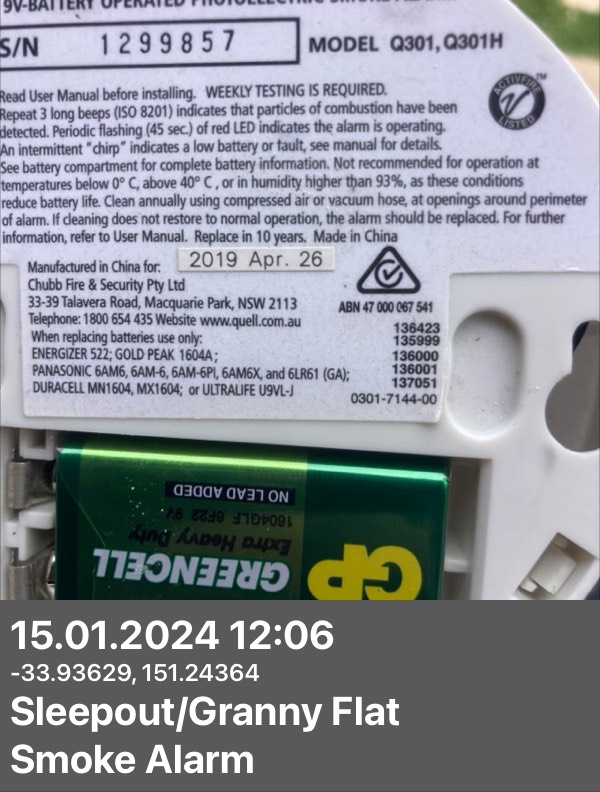 9V-BATTERY OPERATED PHOTOELECTRIC SMOKE ALARM
S/N 1299857 MODEL Q301,Q301H
Read User Manual before installing. WEEKLY TESTING IS REQUIRED.
Repeat 3 long beeps (ISO 8201) indicates that particles of combustion have been
detected. Periodic flashing (45 sec.) of red LED indicates the alarm is operating.
An intermittent "chirp" indicates a low battery or fault, see manual for details.
See battery compartment for complete battery information. Not recommended for operation at
temperatures below 0° C, above 40° C , or in humidity higher than 93%, as these conditions
reduce battery life. Clean annually using compressed air or vacuum hose, at openings around perimeter
of alarm. If cleaning does not restore to normal operation, the alarm should be replaced. For further
information, refer to User Manual. Replace in 10 years. Made in China
ACTIVFIRE
LISTED
TM
2019 Apr. 26
Manufactured in China for:
Chubb Fire & Security Pty Ltd
33-39 Talavera Road, Macquarie Park, NSW 2113
Telephone: 1800 654 435 Website www.quell.com.au
ABN 47 000 067 541
When replacing batteries use only:
ENERGIZER 522; GOLD PEAK 1604A;
PANASONIC 6AM6, 6AM-6, 6AM-6PI, 6AM6X, and 6LR61 (GA);
DURACELL MN1604, MX1604; or ULTRALIFE U9VL-J
136423
135999
136000
136001
137051
0301-7144-00
NO LEAD ADDED
1604GLF 6F22 9V
Extra Heavy Duty
GREENCELL
GP
15.01.2024 12:06
-33.93629, 151.24364
Sleepout/Granny Flat
Smoke Alarm